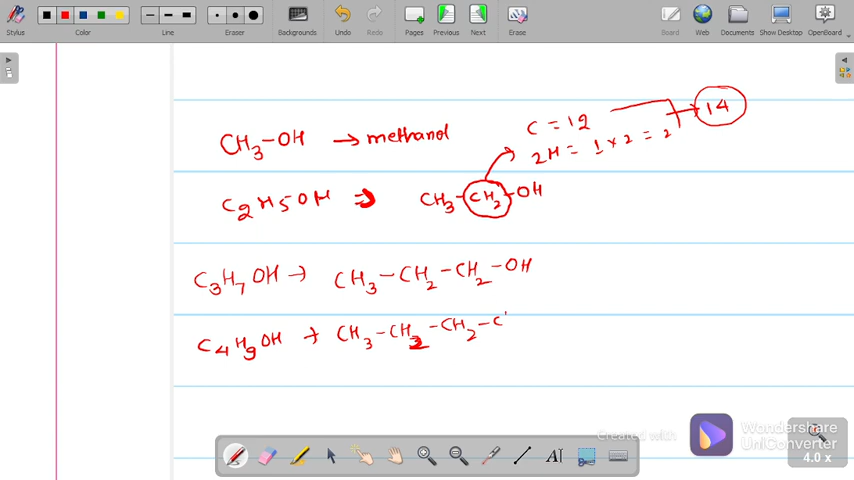 Stylus Color Line Eraser Backgrounds Undo Redo Pages Previous Next Erase Board Web Documents Show Desktop OpenBoard
C = 12 14
CH3-OH → methanol
2H = 1 × 2 = 2
C2H5OH ⇒ CH3-CH2-OH
C3H7OH → CH3-CH2-CH2-OH
C4H9OH → CH3-CH2-CH2-C
Created with Wondershare UniConverter
4.0 x